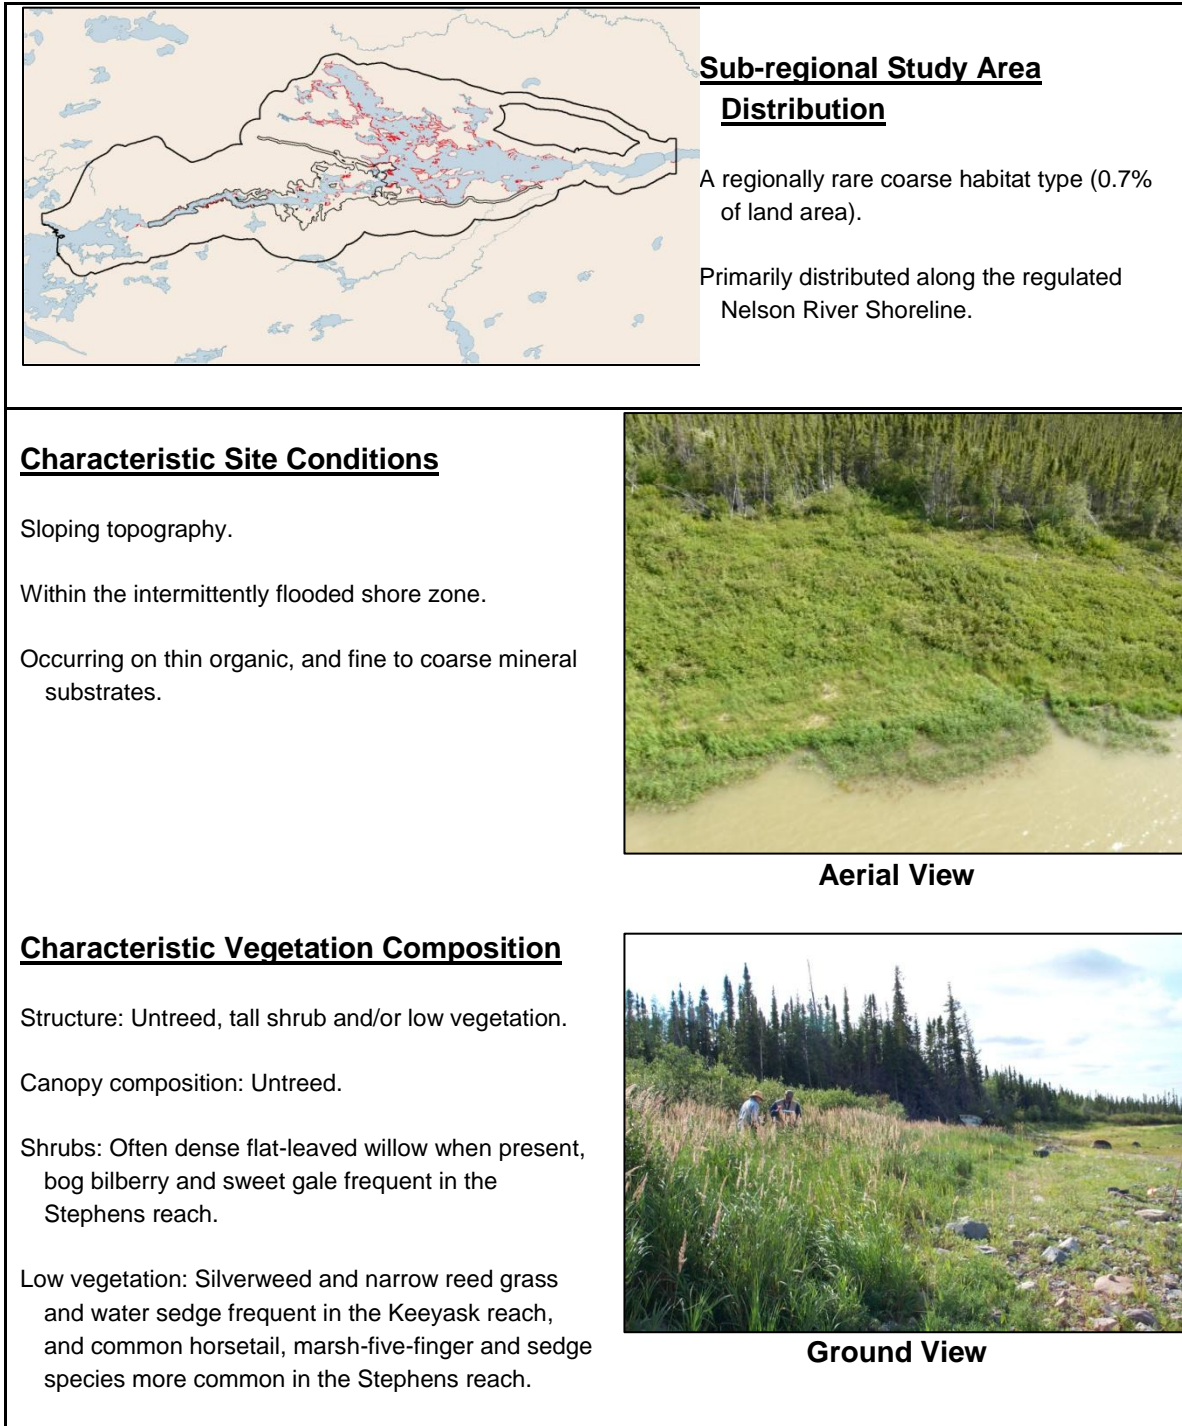 Sub-regional Study Area
Distribution
A regionally rare coarse habitat type (0.7%
of land area).
Primarily distributed along the regulated
Nelson River Shoreline.
Characteristic Site Conditions
Sloping topography.
Within the intermittently flooded shore zone.
Occurring on thin organic, and fine to coarse mineral
substrates.
Aerial View
Characteristic Vegetation Composition
Structure: Untreed, tall shrub and/or low vegetation.
Canopy composition: Untreed.
Shrubs: Often dense flat-leaved willow when present,
bog bilberry and sweet gale frequent in the
Stephens reach.
Low vegetation: Silverweed and narrow reed grass
and water sedge frequent in the Keeyask reach,
and common horsetail, marsh-five-finger and sedge
species more common in the Stephens reach.
Ground View